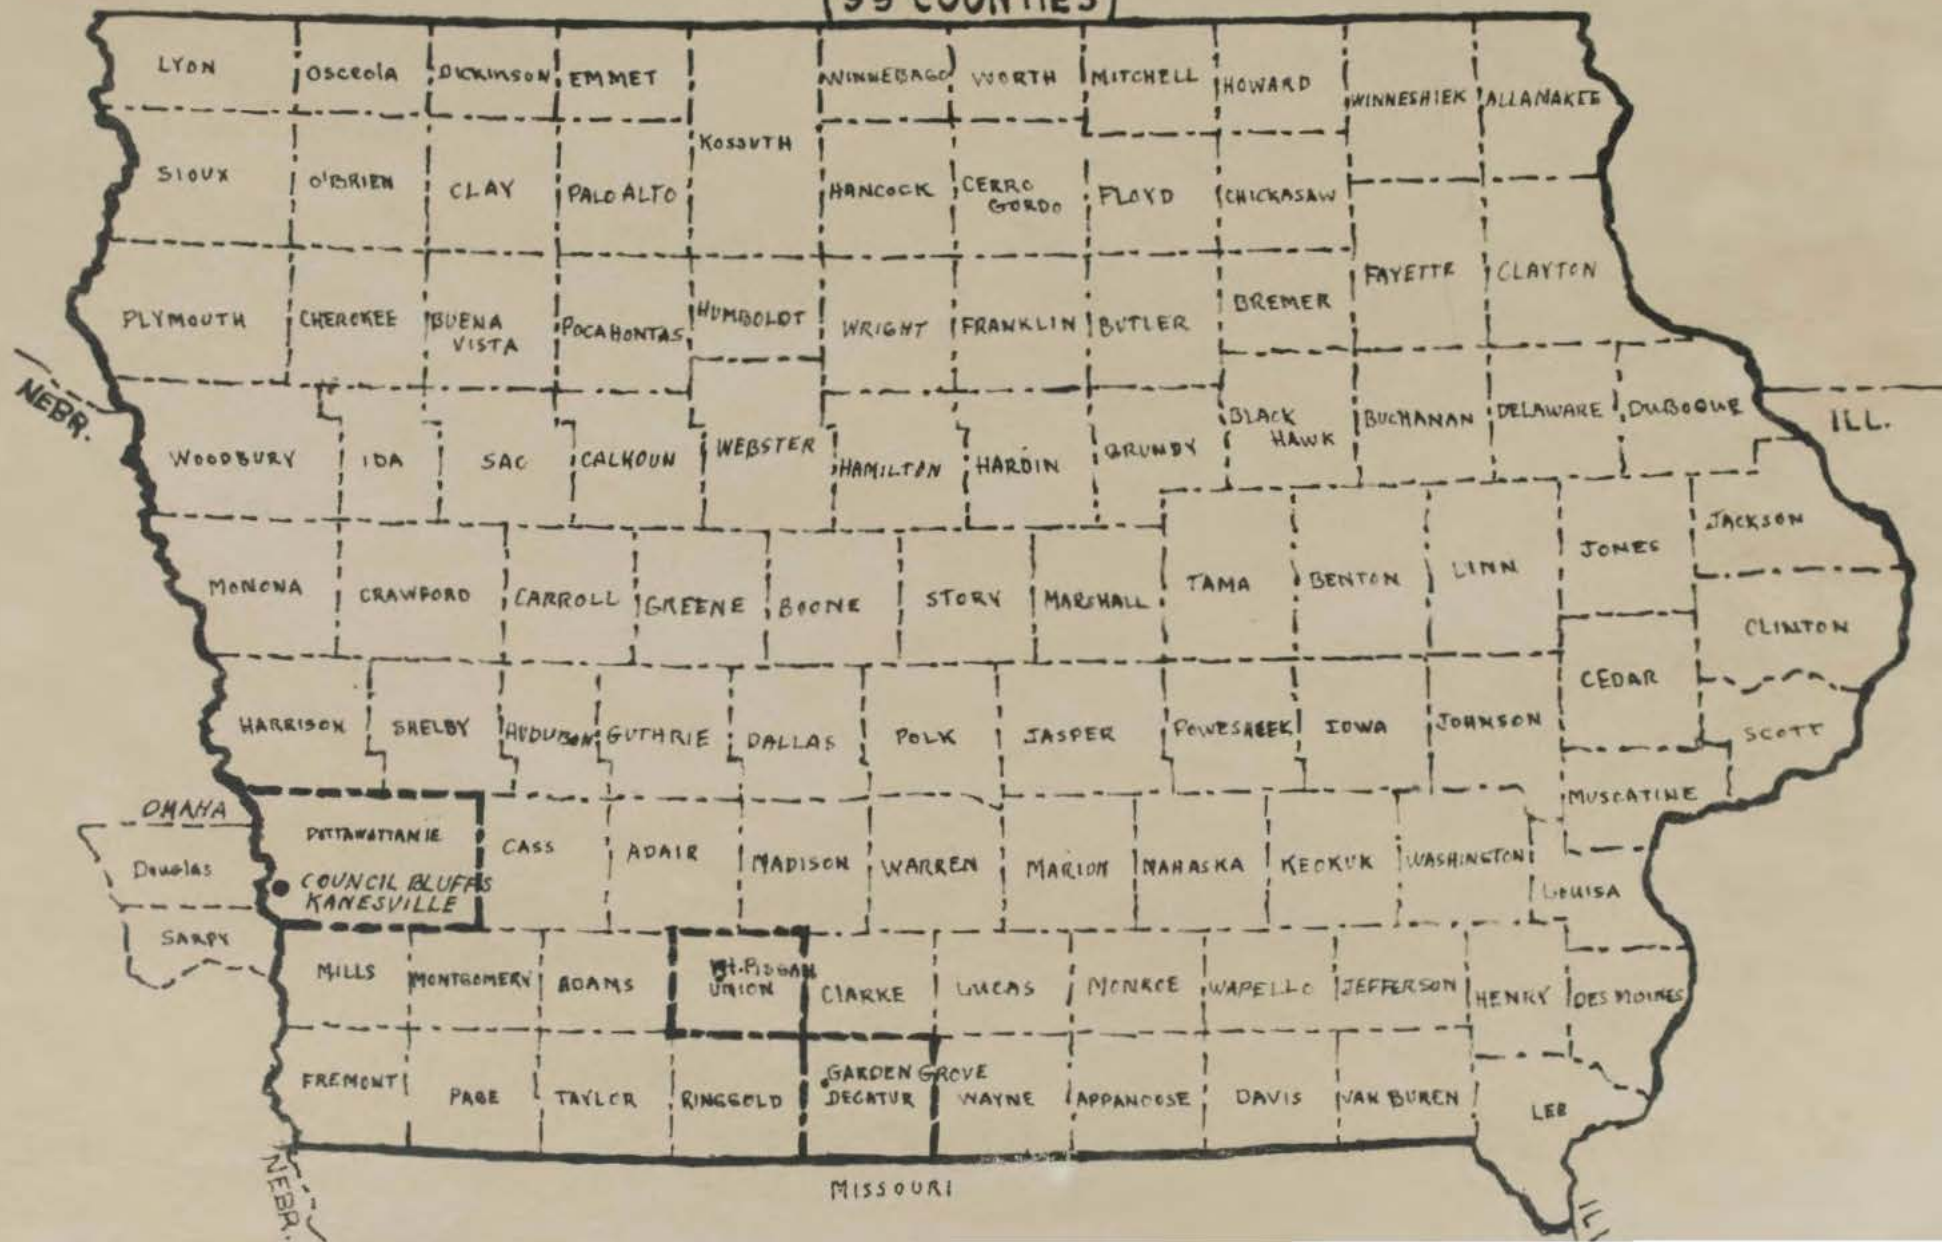 99 COUNTIES
LYON
OSCEOLA
DICKINSON
EMMET
KOSSUTH
WINNEBAGO
WORTH
MITCHELL
HOWARD
WINNESHIEK
ALLAMAKEE
SIOUX
O'BRIEN
CLAY
PALO ALTO
HANCOCK
CERRO
GORDO
FLOYD
CHICKASAW
FAYETTE
CLAYTON
PLYMOUTH
CHEROKEE
BUENA
VISTA
POCAHONTAS
HUMBOLDT
WRIGHT
FRANKLIN
BUTLER
BREMER
NEBR.
WOODBURY
IDA
SAC
CALHOUN
WEBSTER
HAMILTON
HARDIN
GRUNDY
BLACK
HAWK
BUCHANAN
DELAWARE
DUBOQUE
ILL.
MONONA
CRAWFORD
CARROLL
GREENE
BOONE
STORY
MARSHALL
TAMA
BENTON
LINN
JONES
JACKSON
CLINTON
HARRISON
SHELBY
AUDUBON
GUTHRIE
DALLAS
POLK
JASPER
POWESHEEK
IOWA
JOHNSON
CEDAR
SCOTT
OMAHA
Douglas
SARPY
POTTAWATTAMIE
COUNCIL BLUFFS
KANESVILLE
CASS
ADAIR
MADISON
WARREN
MARION
MAHASKA
KEOKUK
WASHINGTON
MUSCATINE
LOUISA
MILLS
MONTGOMERY
ADAMS
Mt. PISGAH
UNION
CLARKE
LUCAS
MONROE
WAPELLO
JEFFERSON
HENRY
DES MOINES
FREMONT
PAGE
TAYLOR
RINGGOLD
GARDEN GROVE
DECATUR
WAYNE
APPANOOSE
DAVIS
VAN BUREN
LEE
NEBR.
MISSOURI